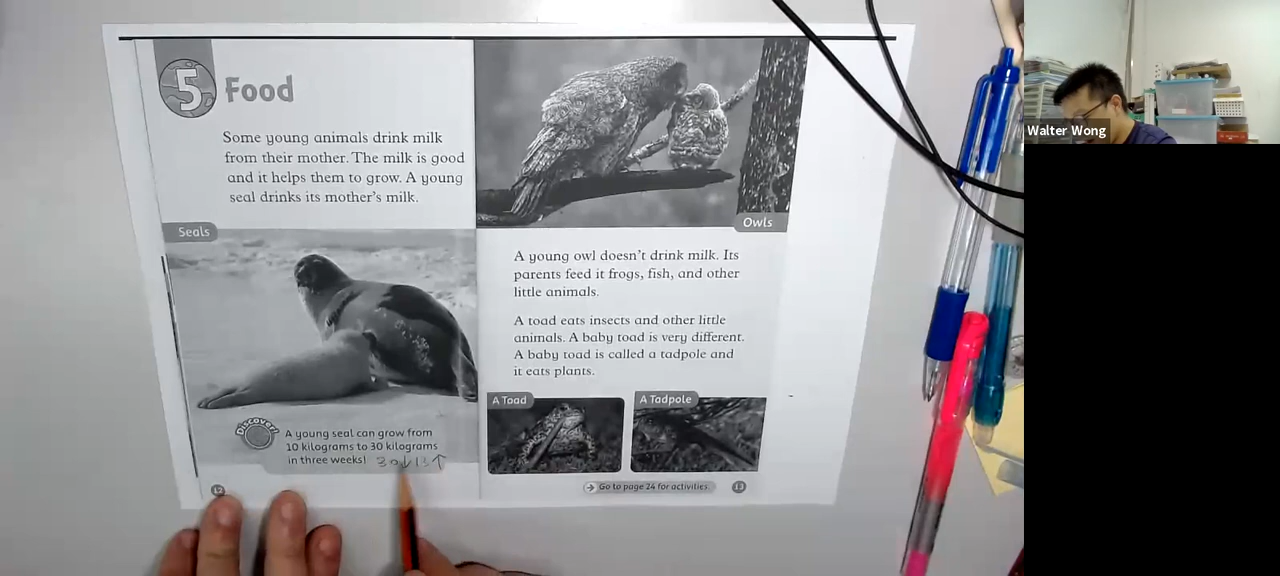 5 Food
Some young animals drink milk
from their mother. The milk is good
and it helps them to grow. A young
seal drinks its mother's milk.
Seals
Discover!
A young seal can grow from
10 kilograms to 30 kilograms
in three weeks!
12
Owls
A young owl doesn't drink milk. Its
parents feed it frogs, fish, and other
little animals.
A toad eats insects and other little
animals. A baby toad is very different.
A baby toad is called a tadpole and
it eats plants.
A Toad
A Tadpole
Go to page 24 for activities.
13
Walter Wong